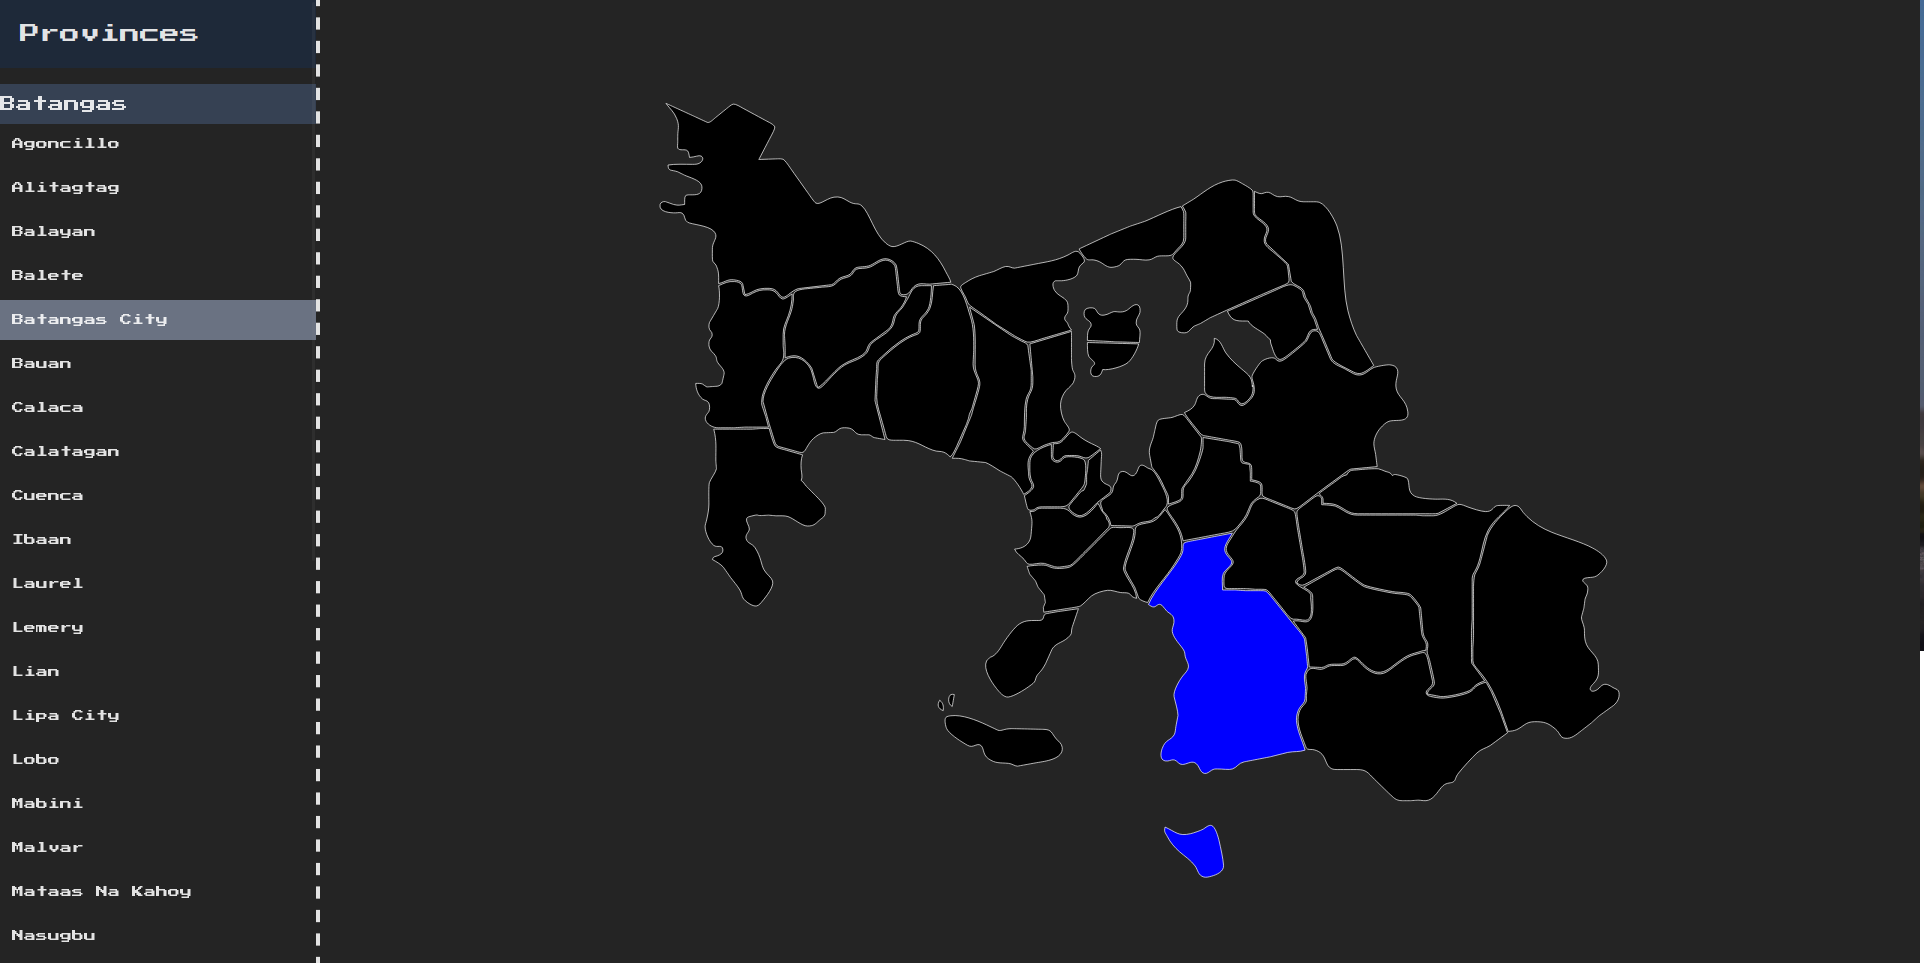 Provinces
Batangas
Agoncillo
Alitagtag
Balayan
Balete
Batangas City
Bauan
Calaca
Calatagan
Cuenca
Ibaan
Laurel
Lemery
Lian
Lipa City
Lobo
Mabini
Malvar
Mataas Na Kahoy
Nasugbu